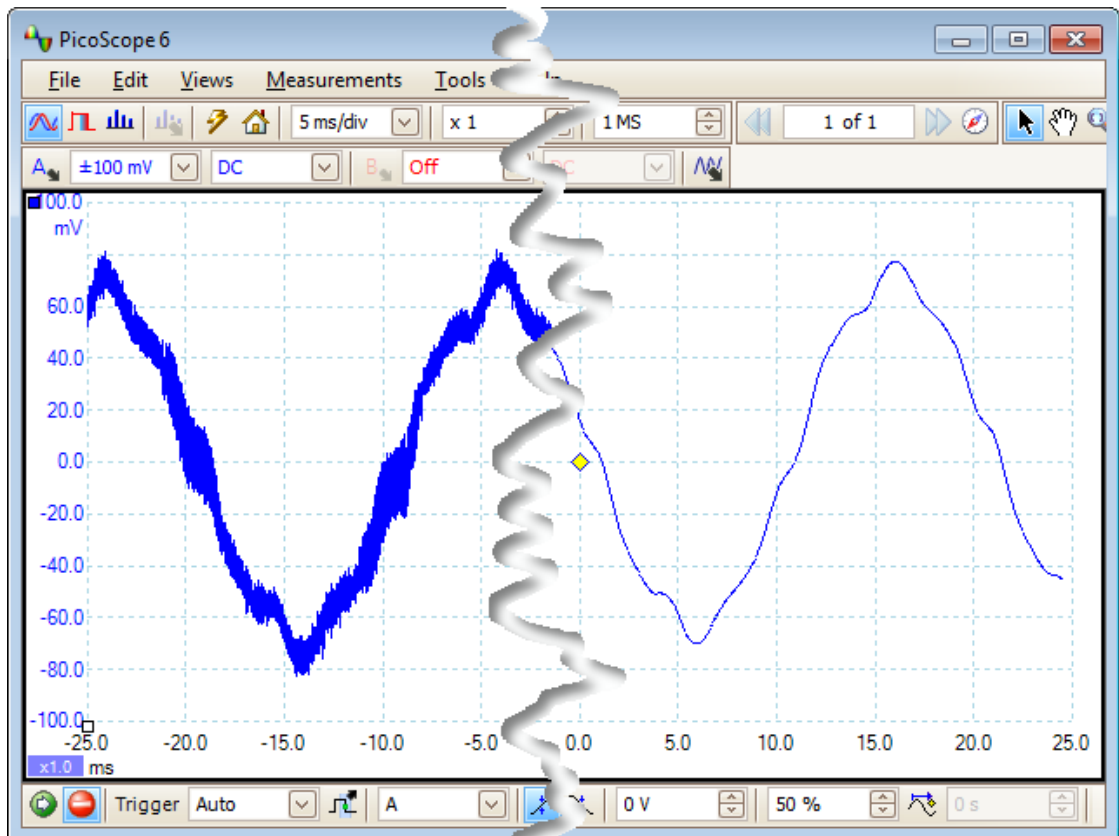 PicoScope 6
File Edit Views Measurements Tools
5 ms/div x 1 1 MS 1 of 1
A ±100 mV DC B Off DC
100.0
mV
60.0
40.0
20.0
0.0
-20.0
-40.0
-60.0
-80.0
-100.0
-25.0 -20.0 -15.0 -10.0 -5.0 0.0 5.0 10.0 15.0 20.0 25.0
x1.0 ms
Trigger Auto A 0 V 50 % 0 s